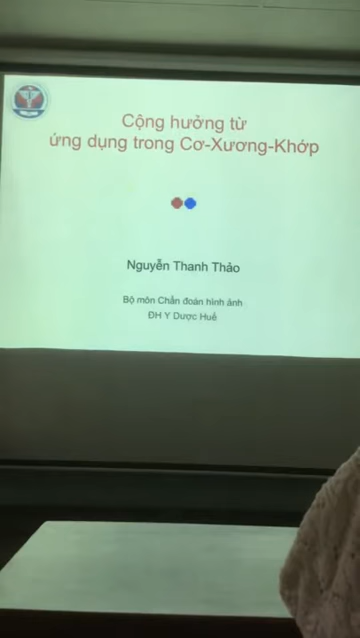 Cộng hưởng từ
ứng dụng trong Cơ-Xương-Khớp
Nguyễn Thanh Thảo
Bộ môn Chẩn đoán hình ảnh
ĐH Y Dược Huế